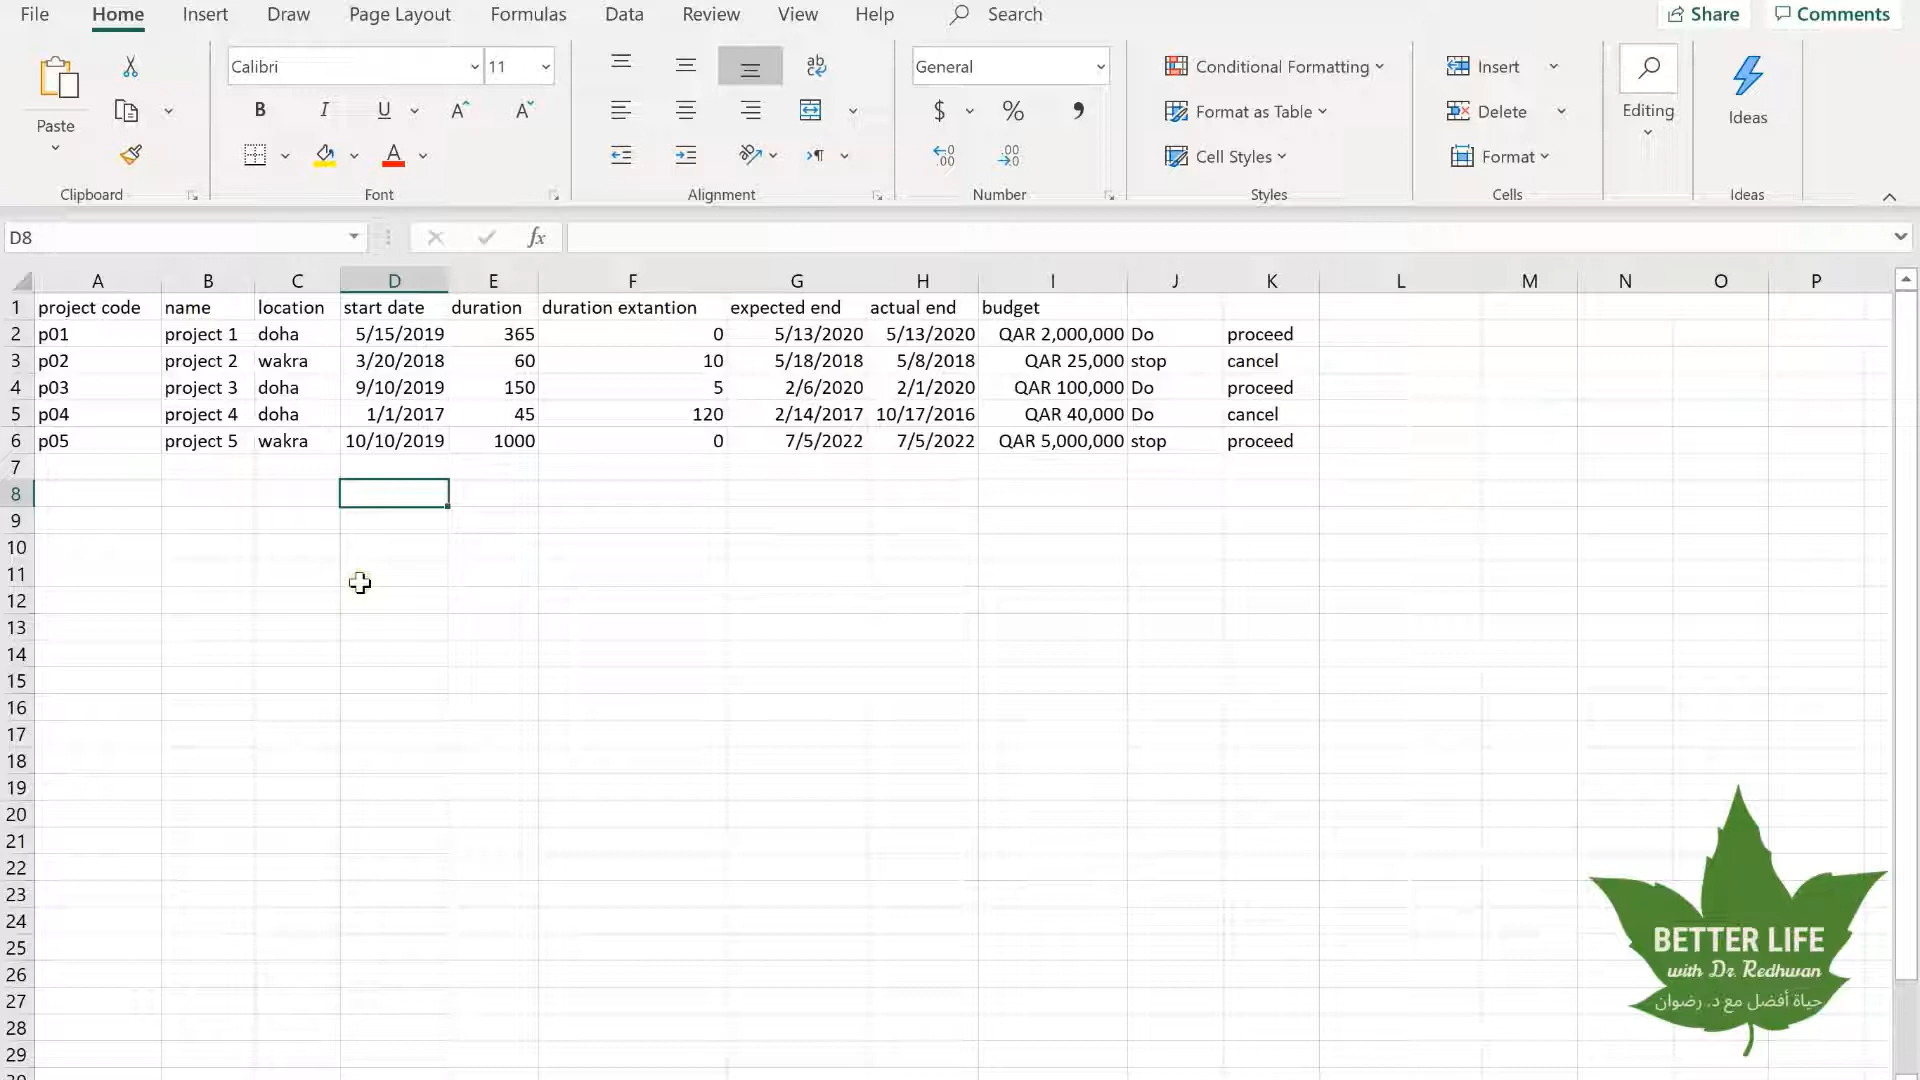 File Home Insert Draw Page Layout Formulas Data Review View Help Search Share Comments
Calibri 11 ab c General Conditional Formatting Insert
Paste B I U A A $ % , Format as Table Delete Editing Ideas
A .00 .00 Cell Styles Format
Clipboard Font Alignment Number Styles Cells Ideas
D8 fx
A B C D E F G H I J K L M N O P
1 project code name location start date duration duration extantion expected end actual end budget
2 p01 project 1 doha 5/15/2019 365 0 5/13/2020 5/13/2020 QAR 2,000,000 Do proceed
3 p02 project 2 wakra 3/20/2018 60 10 5/18/2018 5/8/2018 QAR 25,000 stop cancel
4 p03 project 3 doha 9/10/2019 150 5 2/6/2020 2/1/2020 QAR 100,000 Do proceed
5 p04 project 4 doha 1/1/2017 45 120 2/14/2017 10/17/2016 QAR 40,000 Do cancel
6 p05 project 5 wakra 10/10/2019 1000 0 7/5/2022 7/5/2022 QAR 5,000,000 stop proceed
7
8
9
10
11
12
13
14
15
16
17
18
19
20
21
22
23
24
25
26
27
28
29
BETTER LIFE
with Dr. Redhwan
حياة أفضل مع د. رضوان